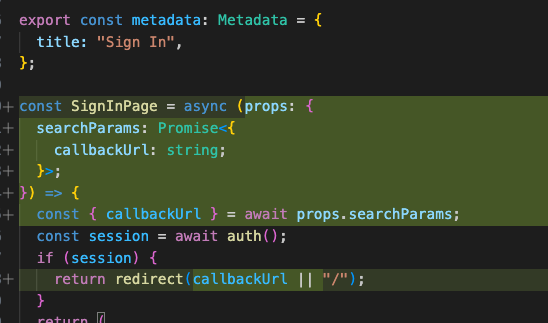 export const metadata: Metadata = {
  title: "Sign In",
};
+const SignInPage = async (props: {
+  searchParams: Promise<{
+    callbackUrl: string;
+  }>;
+}) => {
+  const { callbackUrl } = await props.searchParams;
  const session = await auth();
  if (session) {
+    return redirect(callbackUrl || "/");
  }
  return (